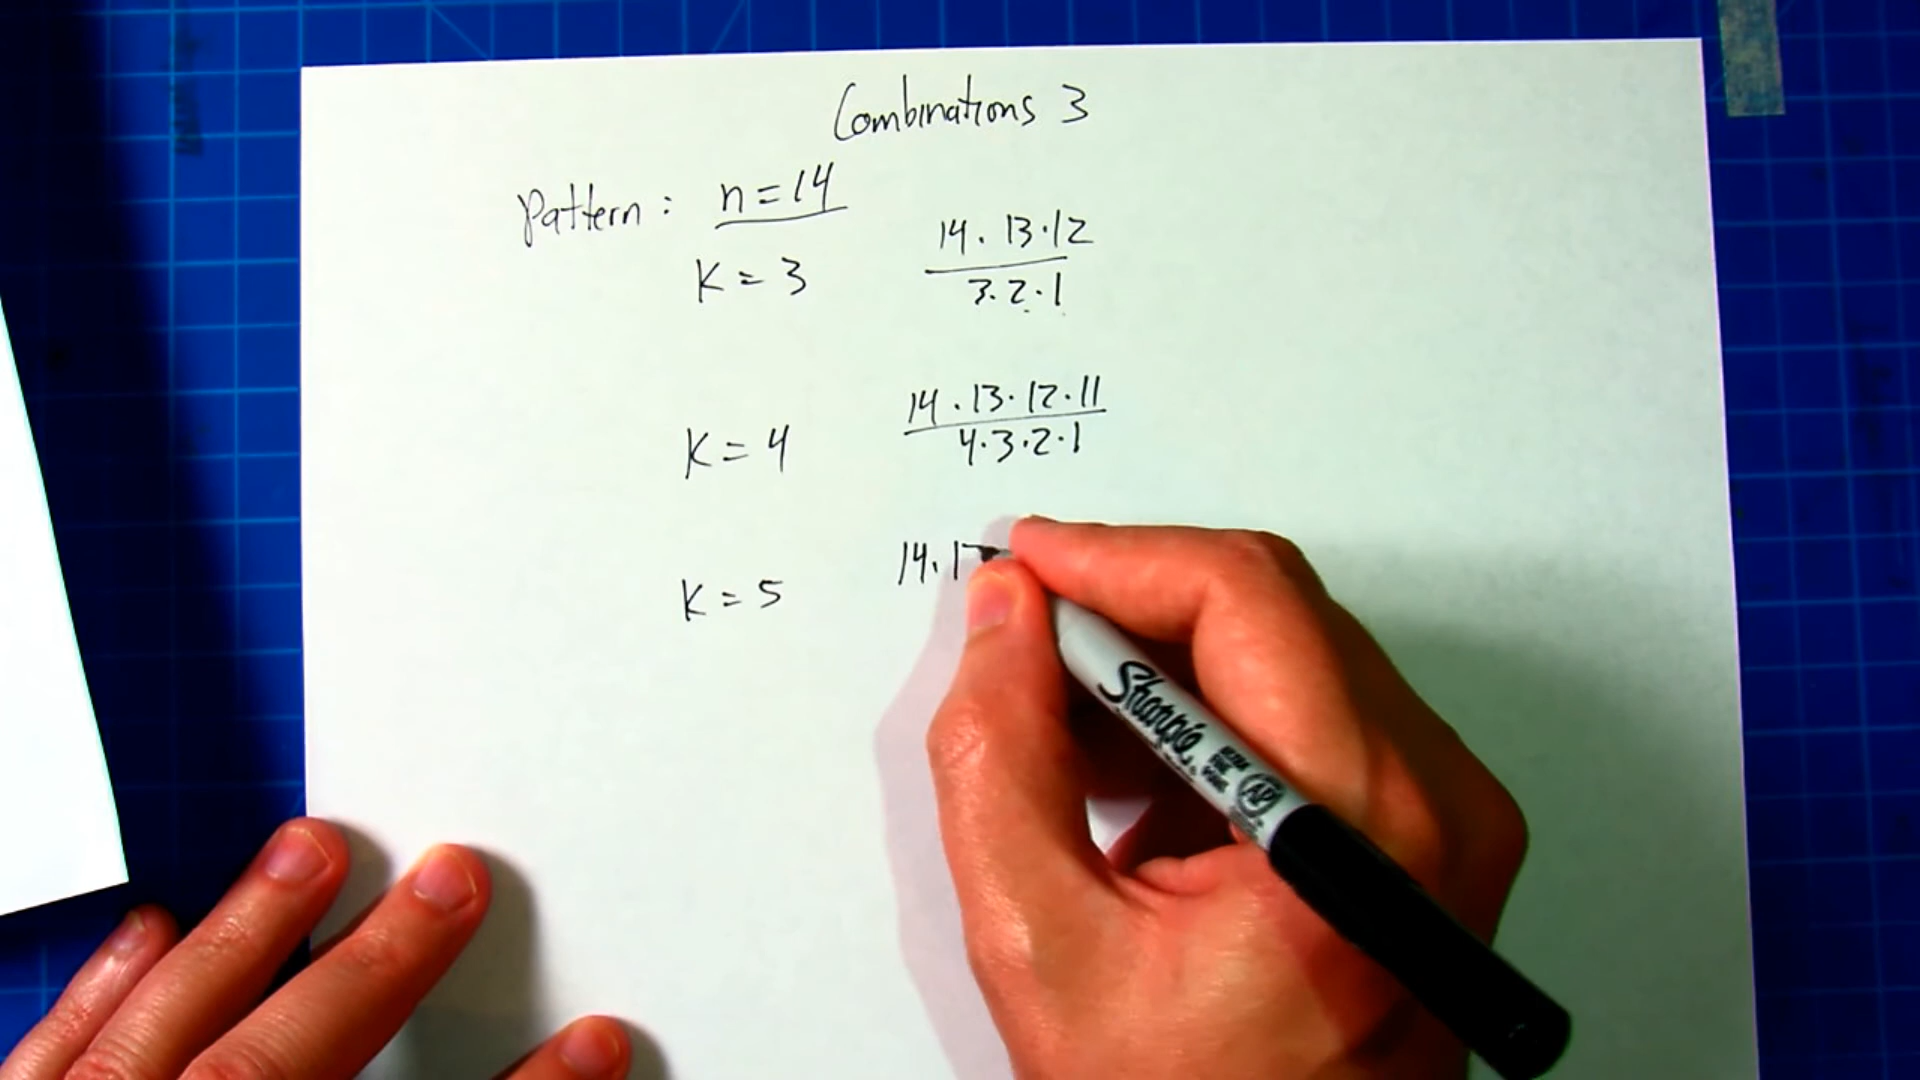 Combinations 3
Pattern: n=14
K = 3
14 . 13 . 12
3 . 2 . 1
K = 4
14 . 13 . 12 . 11
4 . 3 . 2 . 1
K = 5
14 . 1
Sharpie
AP